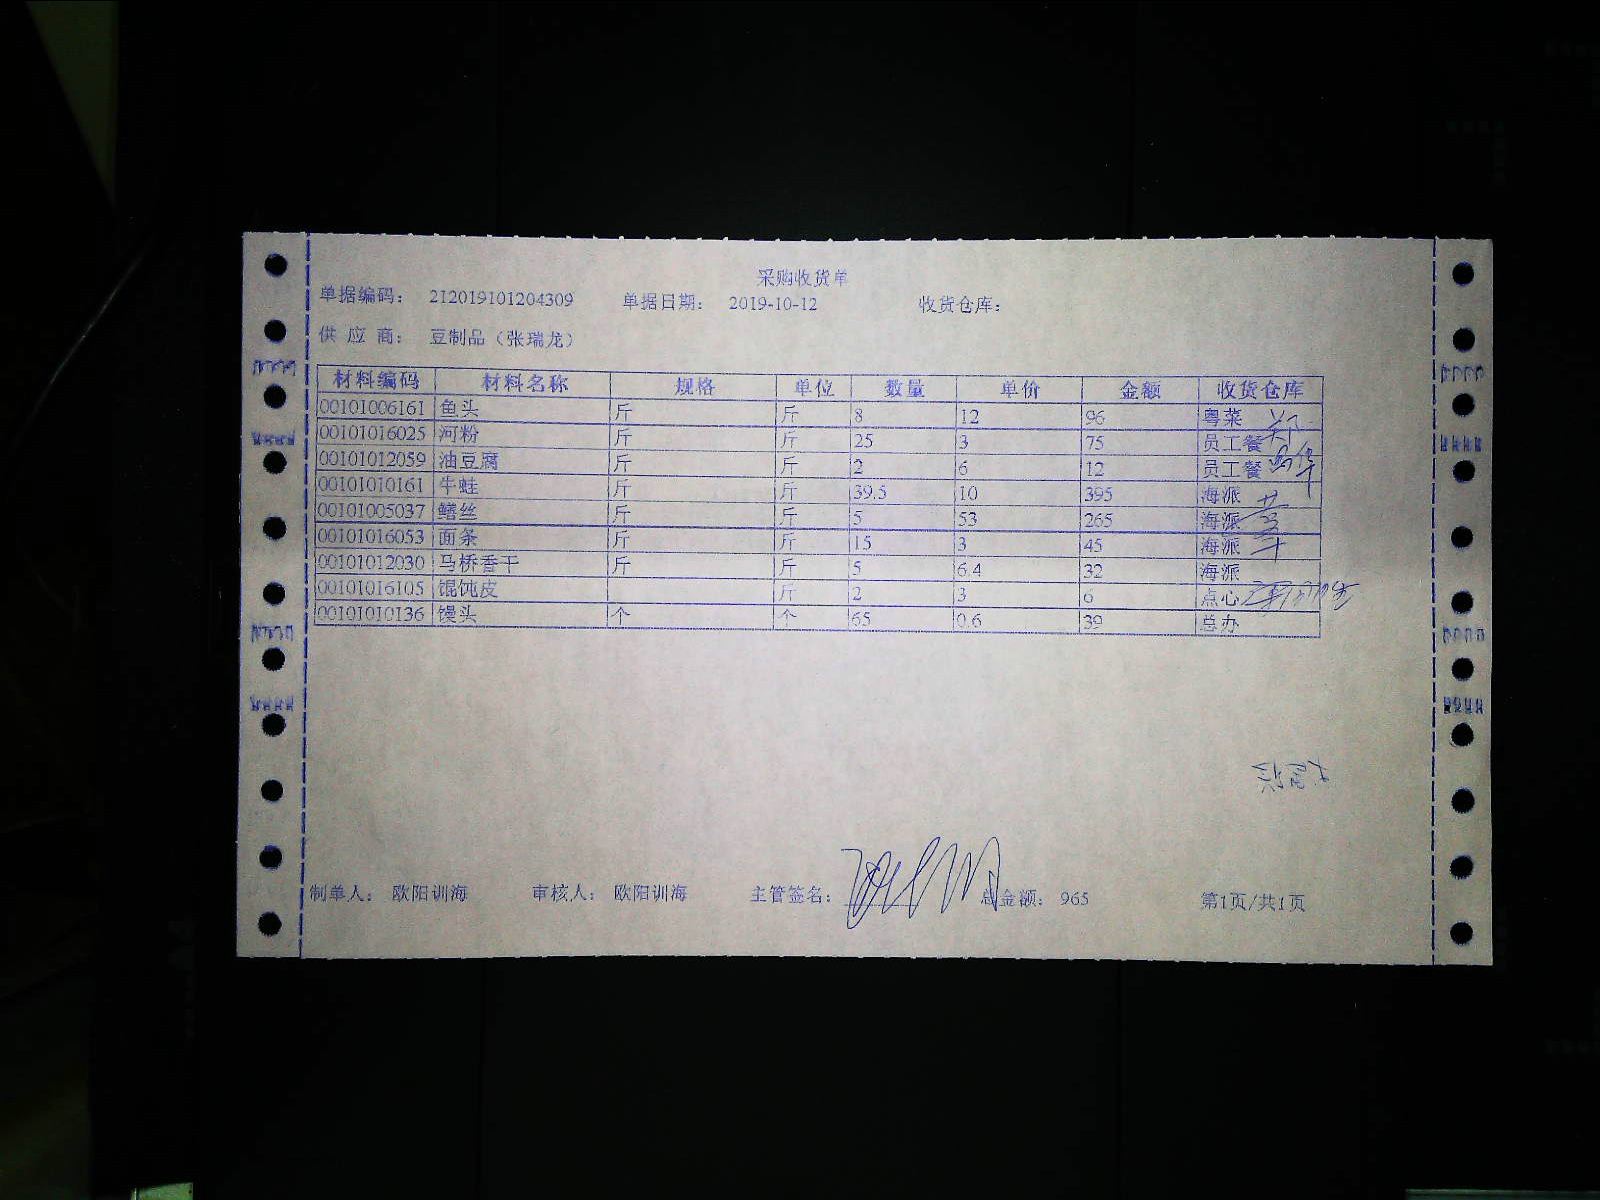 采购收货单
单据编码： 212019101204309 单据日期： 2019-10-12 收货仓库：
供 应 商： 豆制品（张瑞龙）
材料编码 材料名称 规格 单位 数量 单价 金额 收货仓库
00101006161 鱼头 斤 斤 8 12 96 粤菜
00101016025 河粉 斤 斤 25 3 75 员工餐
00101012059 油豆腐 斤 斤 2 6 12 员工餐
00101010161 牛蛙 斤 斤 39.5 10 395 海派
00101005037 鳝丝 斤 斤 5 53 265 海派
00101016053 面条 斤 斤 15 3 45 海派
00101012030 马桥香干 斤 斤 5 6.4 32 海派
00101016105 馄饨皮 斤 2 3 6 点心
00101010136 馒头 个 个 65 0.6 39 总办
制单人： 欧阳训海 审核人： 欧阳训海 主管签名： 总金额： 965 第1页/共1页